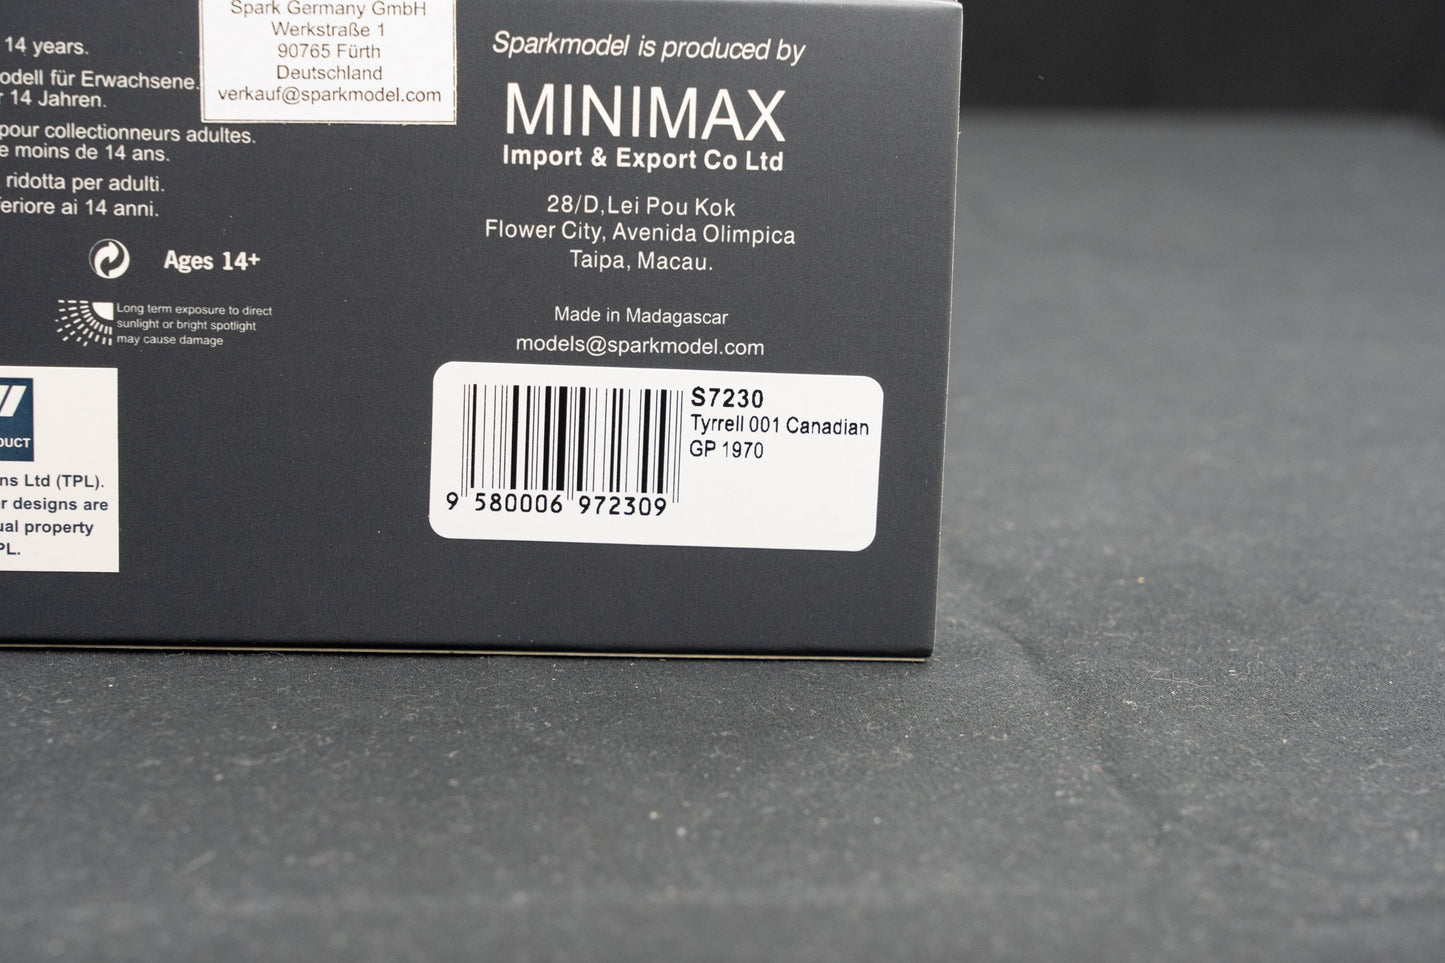 14 years.
odell für Erwachsene.
14 Jahren.
pour collectionneurs adultes.
e moins de 14 ans.
ridotta per adulti.
feriore ai 14 anni.
Ages 14+
Long term exposure to direct
sunlight or bright spotlight
may cause damage
DUCT
ns Ltd (TPL).
r designs are
ual property
PL.
Spark Germany GmbH
Werkstraße 1
90765 Fürth
Deutschland
verkauf@sparkmodel.com
Sparkmodel is produced by
MINIMAX
Import & Export Co Ltd
28/D,Lei Pou Kok
Flower City, Avenida Olimpica
Taipa, Macau.
Made in Madagascar
models@sparkmodel.com
S7230
Tyrrell 001 Canadian
GP 1970
9 580006 972309